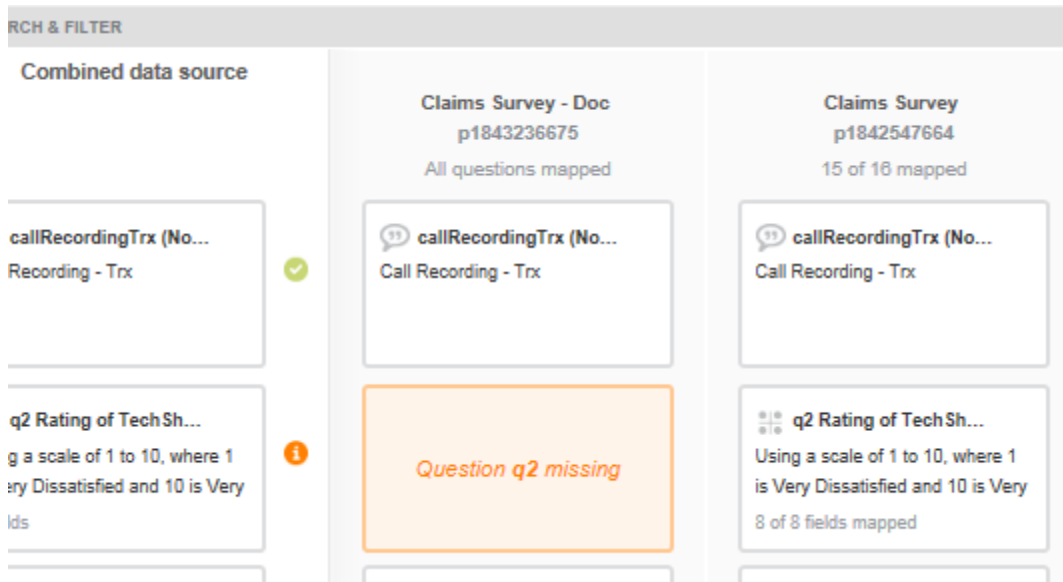 RCH & FILTER
Combined data source
Claims Survey - Doc
p1843236675
All questions mapped
Claims Survey
p1842547664
15 of 16 mapped
callRecordingTrx (No...
Recording - Trx
callRecordingTrx (No...
Call Recording - Trx
callRecordingTrx (No...
Call Recording - Trx
q2 Rating of TechSh...
g a scale of 1 to 10, where 1
ery Dissatisfied and 10 is Very
lds
Question q2 missing
q2 Rating of TechSh...
Using a scale of 1 to 10, where 1
is Very Dissatisfied and 10 is Very
8 of 8 fields mapped